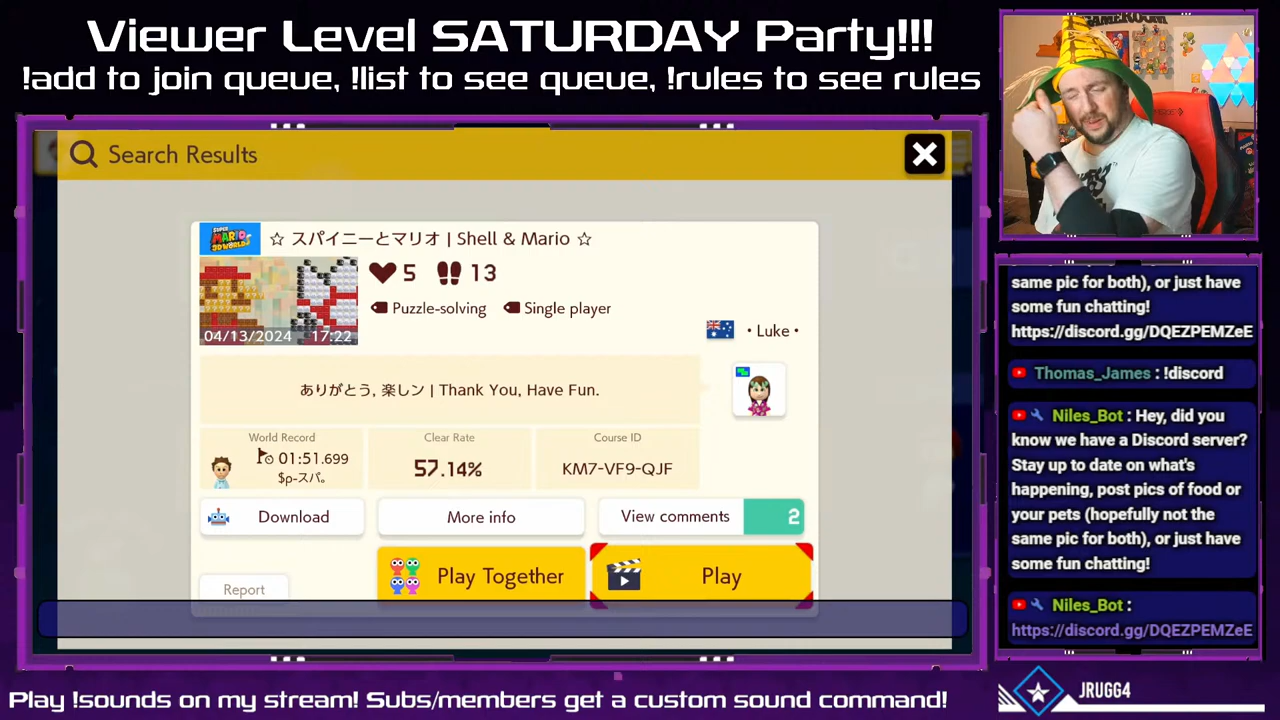 Viewer Level SATURDAY Party!!!
!add to join queue, !list to see queue, !rules to see rules
GAMEROOM
Search Results
SUPER MARIO 3D WORLD
☆ スパイニーとマリオ | Shell & Mario ☆
5 13
Puzzle-solving Single player
04/13/2024 17:22
• Luke •
ありがとう, 楽しン | Thank You, Have Fun.
World Record
01:51.699
$ρ-スパ。
Clear Rate
57.14%
Course ID
KM7-VF9-QJF
Download
More info
View comments 2
Play Together
Play
Report
same pic for both), or just have
some fun chatting!
https://discord.gg/DQEZPEMZeE
Thomas_James : !discord
Niles_Bot : Hey, did you
know we have a Discord server?
Stay up to date on what's
happening, post pics of food or
your pets (hopefully not the
same pic for both), or just have
some fun chatting!
Niles_Bot :
https://discord.gg/DQEZPEMZeE
Play !sounds on my stream! Subs/members get a custom sound command!
JRUGG4